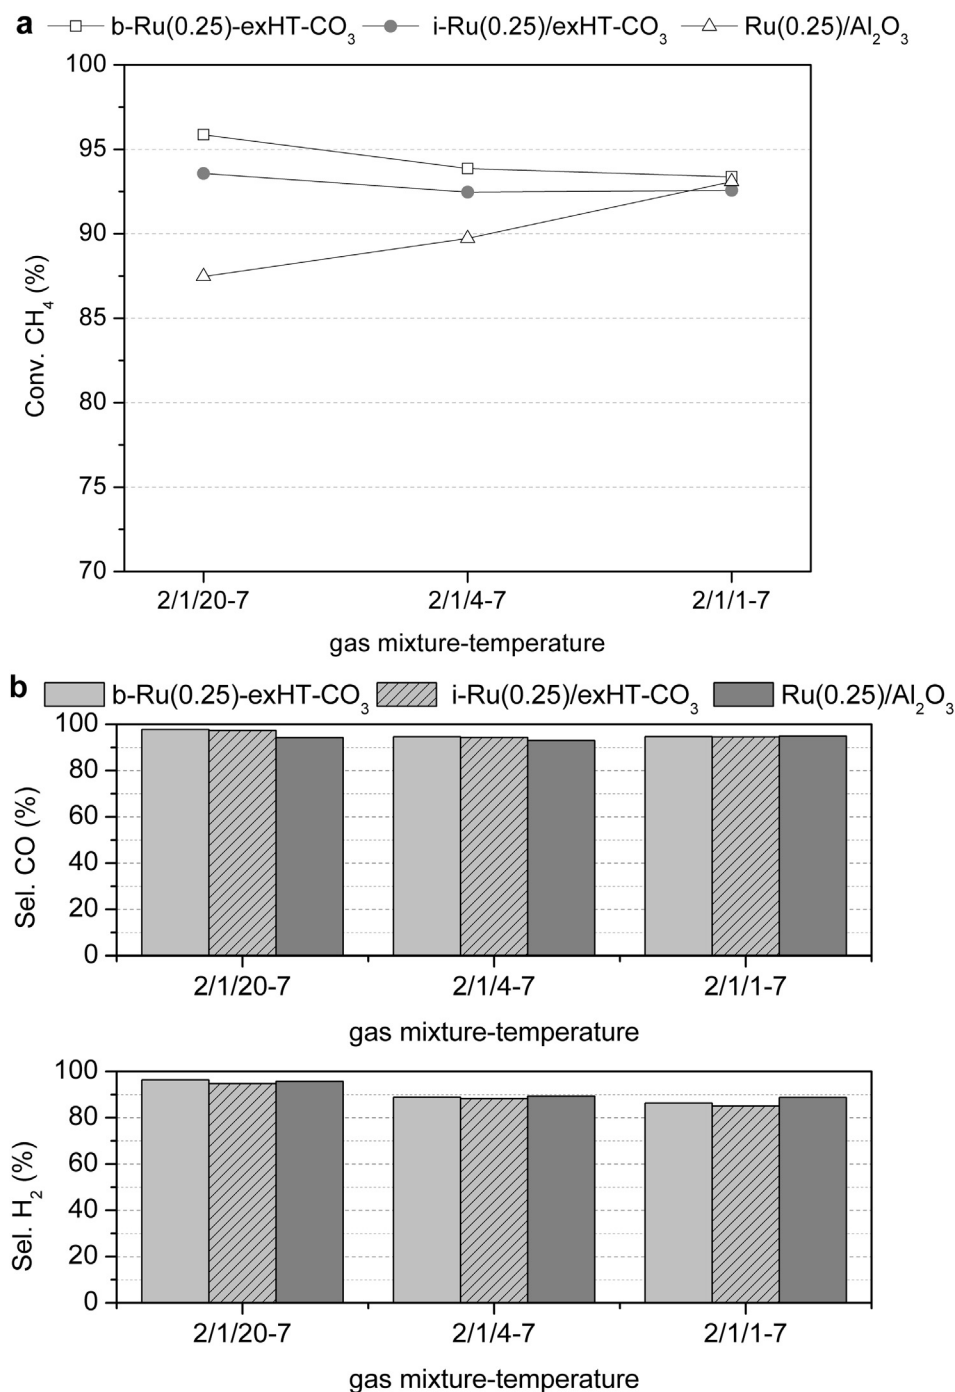 a b-Ru(0.25)-exHT-CO3 i-Ru(0.25)/exHT-CO3 Ru(0.25)/Al2O3
100
95
90
85
80
75
70
Conv. CH4 (%)
2/1/20-7 2/1/4-7 2/1/1-7
gas mixture-temperature
b b-Ru(0.25)-exHT-CO3 i-Ru(0.25)/exHT-CO3 Ru(0.25)/Al2O3
100
80
60
40
20
0
Sel. CO (%)
2/1/20-7 2/1/4-7 2/1/1-7
gas mixture-temperature
100
80
60
40
20
0
Sel. H2 (%)
2/1/20-7 2/1/4-7 2/1/1-7
gas mixture-temperature